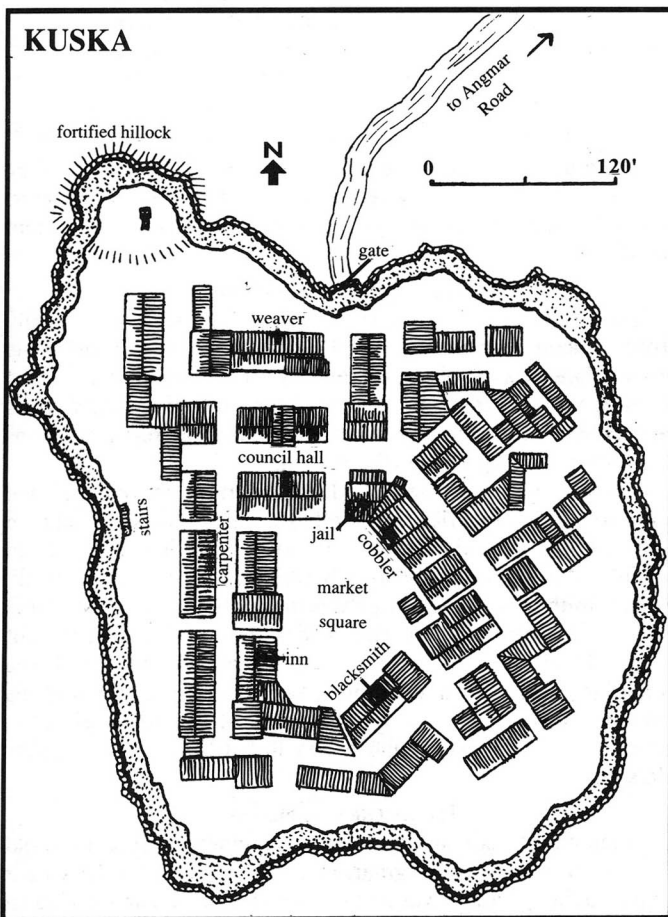 KUSKA
to Angmar
Road
fortified hillock
N
0 120'
gate
weaver
council hall
stairs
carpenter
jail
cobbler
market
square
inn
blacksmith